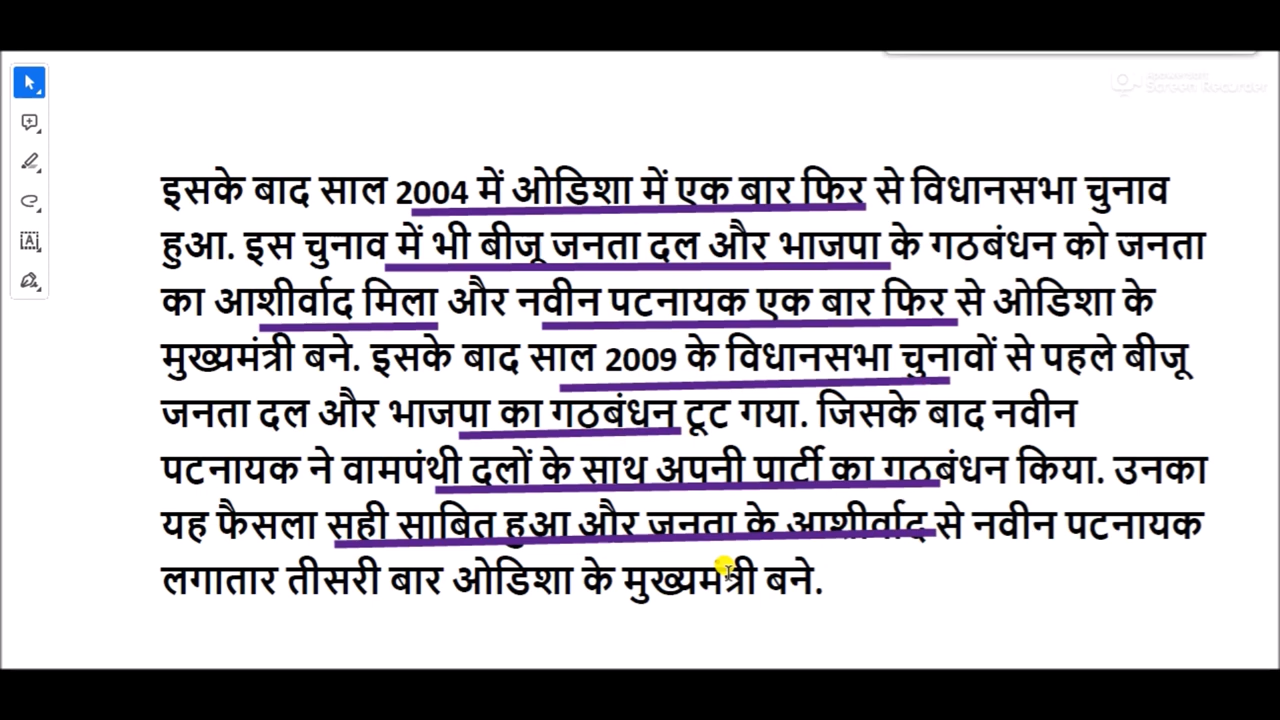 Screen Recorder
इसके बाद साल 2004 में ओडिशा में एक बार फिर से विधानसभा चुनाव
हुआ. इस चुनाव में भी बीजू जनता दल और भाजपा के गठबंधन को जनता
का आशीर्वाद मिला और नवीन पटनायक एक बार फिर से ओडिशा के
मुख्यमंत्री बने. इसके बाद साल 2009 के विधानसभा चुनावों से पहले बीजू
जनता दल और भाजपा का गठबंधन टूट गया. जिसके बाद नवीन
पटनायक ने वामपंथी दलों के साथ अपनी पार्टी का गठबंधन किया. उनका
यह फैसला सही साबित हुआ और जनता के आशीर्वाद से नवीन पटनायक
लगातार तीसरी बार ओडिशा के मुख्यमंत्री बने.